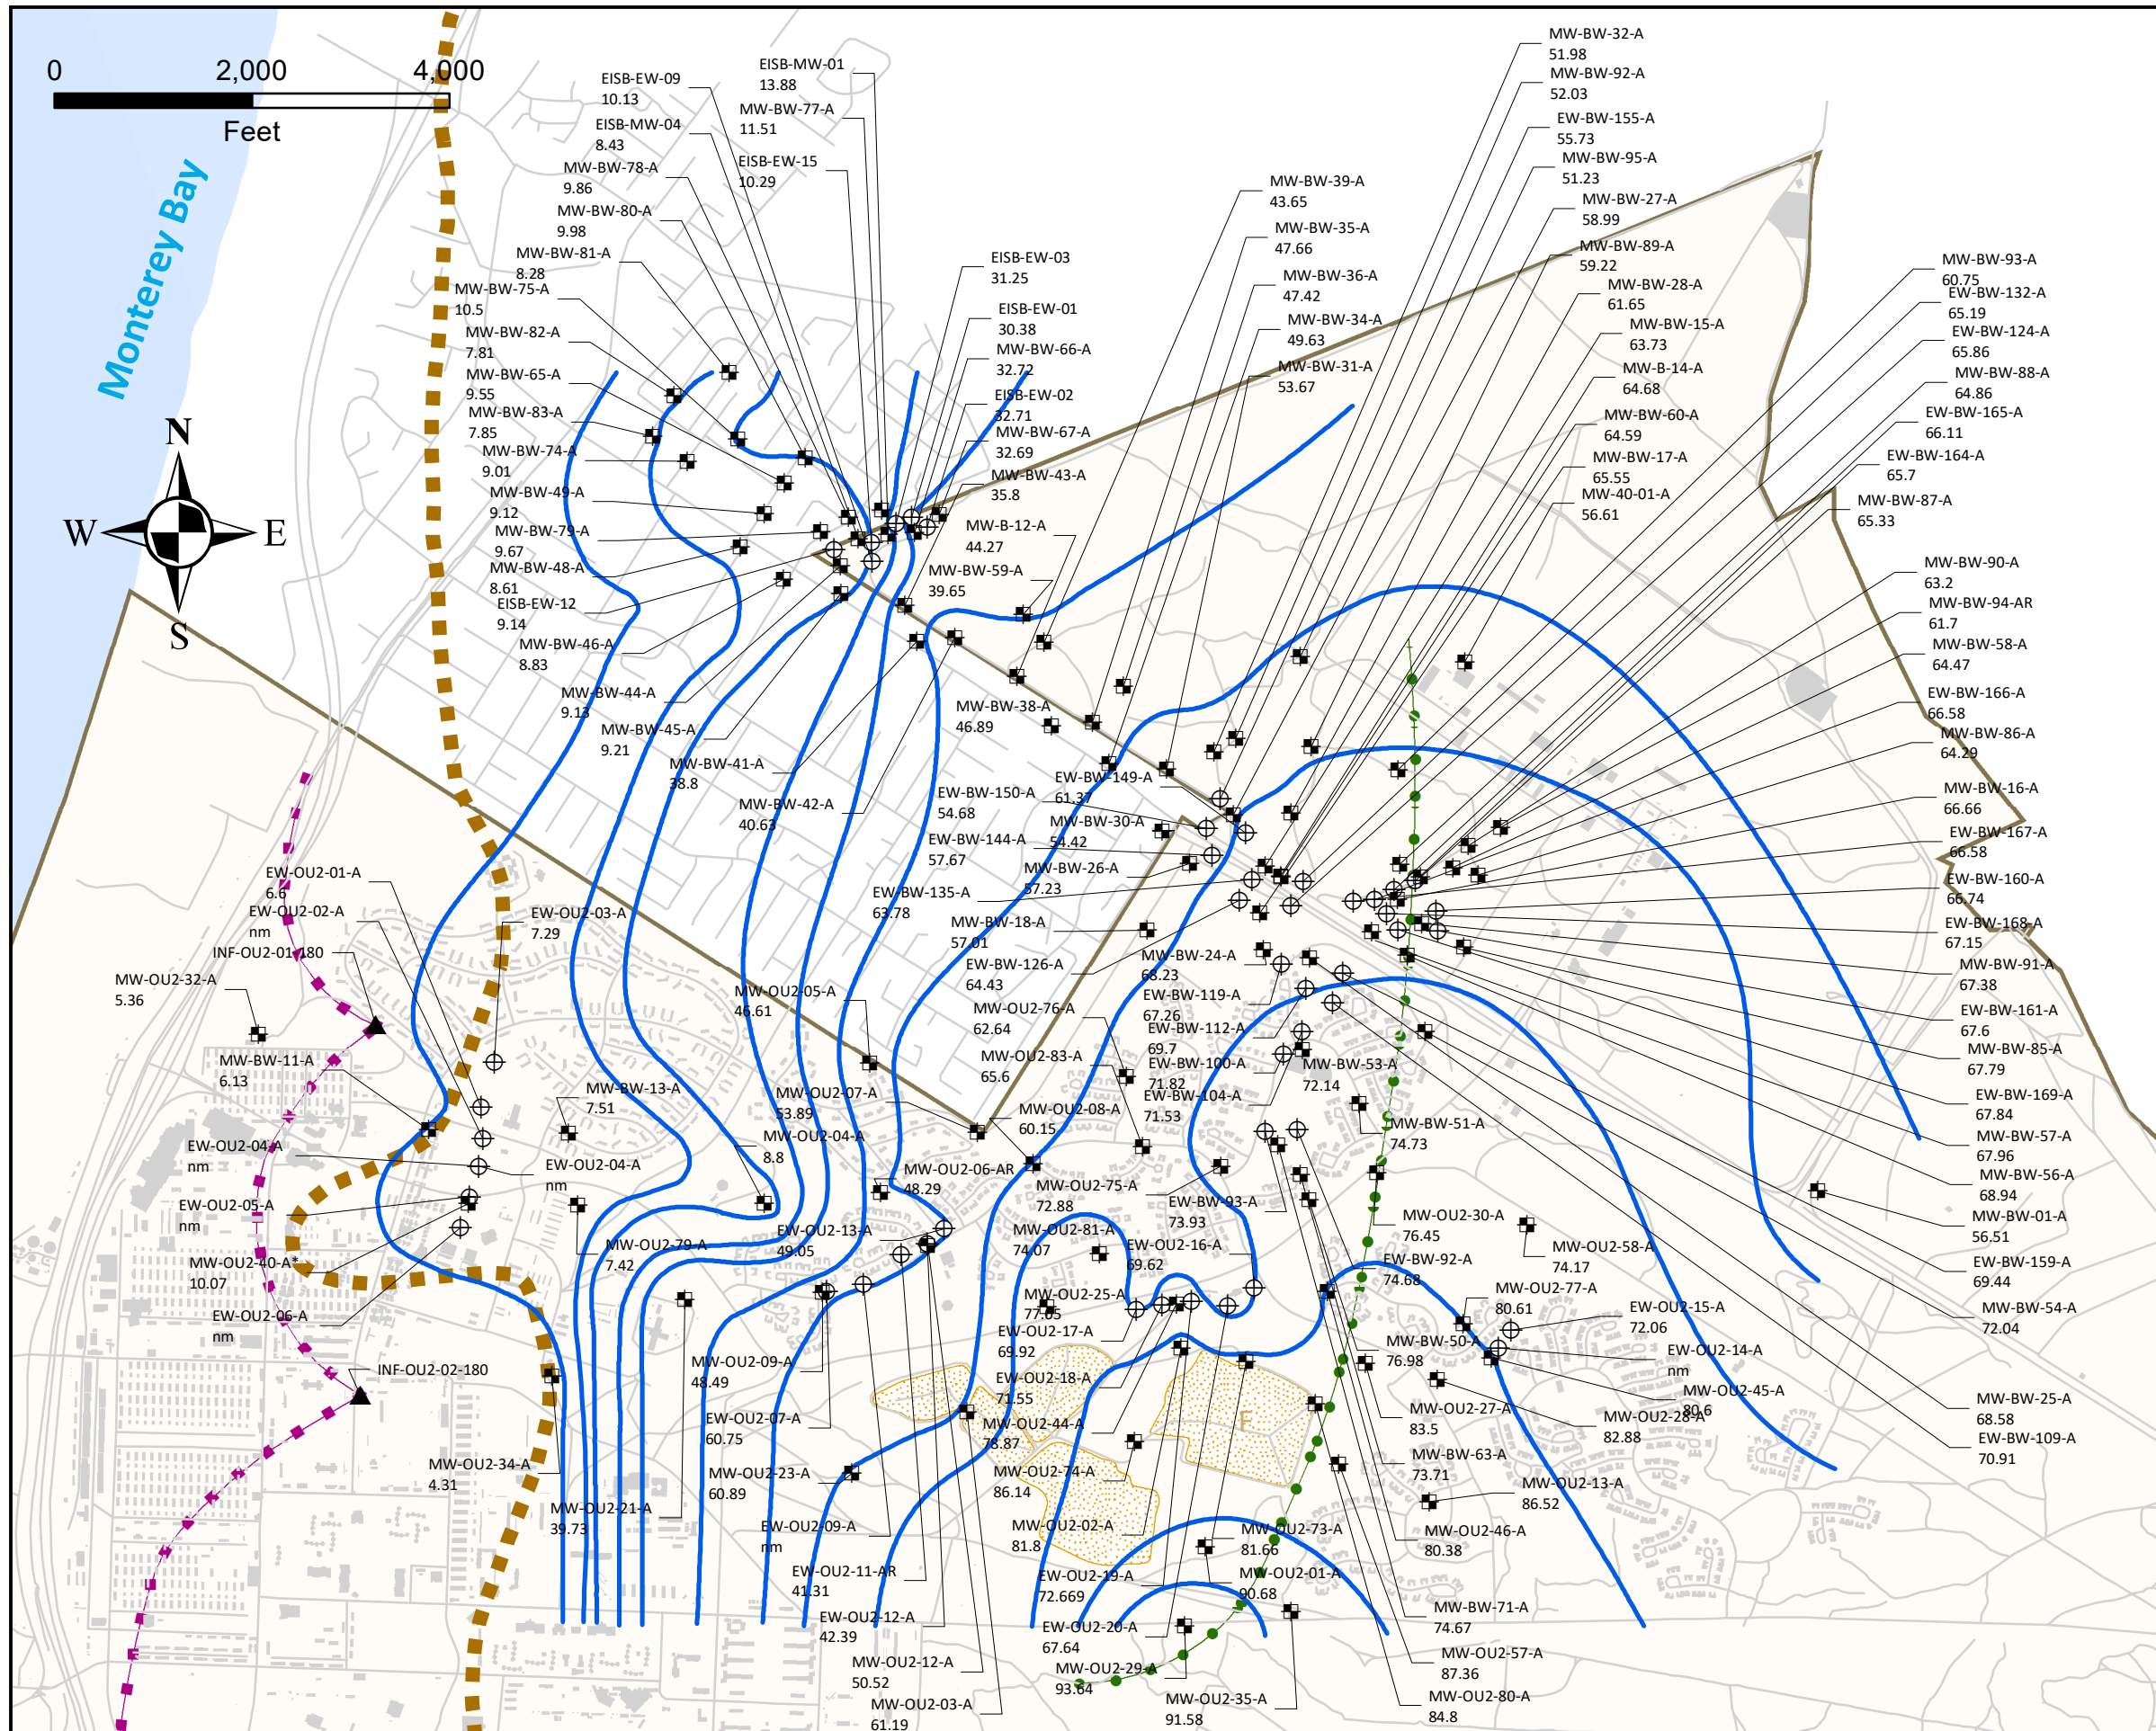 0 2,000 4,000
Feet
Monterey Bay
N
W E
S
EISB-MW-01
13.88
EISB-EW-09
10.13
MW-BW-77-A
11.51
EISB-MW-04
8.43
EISB-EW-15
10.29
MW-BW-78-A
9.86
MW-BW-80-A
9.98
MW-BW-81-A
8.28
MW-BW-75-A
10.5
MW-BW-82-A
7.81
MW-BW-65-A
9.55
MW-BW-83-A
7.85
MW-BW-74-A
9.01
MW-BW-49-A
9.12
MW-BW-79-A
9.67
MW-BW-48-A
8.61
EISB-EW-12
9.14
MW-BW-46-A
8.83
MW-BW-44-A
9.13
MW-BW-45-A
9.21
MW-BW-41-A
38.8
MW-BW-42-A
40.63
EISB-EW-03
31.25
EISB-EW-01
30.38
MW-BW-66-A
32.72
EISB-EW-02
32.71
MW-BW-67-A
32.69
MW-BW-43-A
35.8
MW-B-12-A
44.27
MW-BW-59-A
39.65
MW-BW-38-A
46.89
MW-BW-39-A
43.65
MW-BW-35-A
47.66
MW-BW-36-A
47.42
MW-BW-34-A
49.63
MW-BW-31-A
53.67
MW-BW-32-A
51.98
MW-BW-92-A
52.03
EW-BW-155-A
55.73
MW-BW-95-A
51.23
MW-BW-27-A
58.99
MW-BW-89-A
59.22
MW-BW-28-A
61.65
MW-BW-15-A
63.73
MW-B-14-A
64.68
MW-BW-60-A
64.59
MW-BW-17-A
65.55
MW-40-01-A
56.61
MW-BW-93-A
60.75
EW-BW-132-A
65.19
EW-BW-124-A
65.86
MW-BW-88-A
64.86
EW-BW-165-A
66.11
EW-BW-164-A
65.7
MW-BW-87-A
65.33
MW-BW-90-A
63.2
MW-BW-94-AR
61.7
MW-BW-58-A
64.47
EW-BW-166-A
66.58
MW-BW-86-A
64.29
MW-BW-16-A
66.66
EW-BW-167-A
66.58
EW-BW-160-A
66.74
EW-BW-168-A
67.15
MW-BW-91-A
67.38
EW-BW-161-A
67.6
MW-BW-85-A
67.79
EW-BW-169-A
67.84
MW-BW-57-A
67.96
MW-BW-56-A
68.94
MW-BW-01-A
56.51
EW-BW-159-A
69.44
MW-BW-54-A
72.04
MW-BW-25-A
68.58
EW-BW-109-A
70.91
EW-BW-149-A
61.37
EW-BW-150-A
54.68
MW-BW-30-A
54.42
EW-BW-144-A
57.67
MW-BW-26-A
57.23
EW-BW-135-A
63.78
MW-BW-18-A
57.01
EW-BW-126-A
64.43
MW-BW-24-A
68.23
EW-BW-119-A
67.26
MW-OU2-76-A
62.64
EW-BW-112-A
69.7
MW-OU2-83-A
65.6
EW-BW-100-A
71.82
MW-BW-53-A
72.14
EW-BW-104-A
71.53
MW-BW-51-A
74.73
EW-OU2-01-A
6.6
EW-OU2-02-A
nm
INF-OU2-01-180
MW-OU2-32-A
5.36
EW-OU2-03-A
7.29
MW-BW-11-A
6.13
MW-BW-13-A
7.51
EW-OU2-04-A
nm
EW-OU2-04-A
nm
EW-OU2-05-A
nm
MW-OU2-40-A*
10.07
EW-OU2-06-A
nm
INF-OU2-02-180
MW-OU2-34-A
4.31
MW-OU2-05-A
46.61
MW-OU2-07-A
53.89
MW-OU2-08-A
60.15
MW-OU2-04-A
8.8
MW-OU2-06-AR
48.29
MW-OU2-79-A
7.42
EW-OU2-13-A
49.05
MW-OU2-75-A
72.88
EW-BW-93-A
73.93
MW-OU2-81-A
74.07
EW-OU2-16-A
69.62
MW-OU2-30-A
76.45
MW-OU2-58-A
74.17
EW-BW-92-A
74.68
MW-OU2-77-A
80.61
EW-OU2-15-A
72.06
MW-OU2-25-A
77.65
EW-OU2-17-A
69.92
MW-BW-50-A
76.98
EW-OU2-14-A
nm
MW-OU2-45-A
80.6
MW-OU2-09-A
48.49
EW-OU2-18-A
71.55
MW-OU2-27-A
83.5
MW-OU2-28-A
82.88
EW-OU2-07-A
60.75
MW-OU2-44-A
78.87
F
MW-BW-63-A
73.71
MW-OU2-23-A
60.89
MW-OU2-74-A
86.14
MW-OU2-13-A
86.52
MW-OU2-21-A
39.73
EW-OU2-09-A
nm
MW-OU2-02-A
81.8
MW-OU2-73-A
81.66
MW-OU2-46-A
80.38
EW-OU2-11-AR
41.31
EW-OU2-19-A
72.669
MW-OU2-01-A
90.68
EW-OU2-12-A
42.39
EW-OU2-20-A
67.64
MW-BW-71-A
74.67
MW-OU2-12-A
50.52
MW-OU2-29-A
93.64
MW-OU2-57-A
87.36
MW-OU2-03-A
61.19
MW-OU2-35-A
91.58
MW-OU2-80-A
84.8